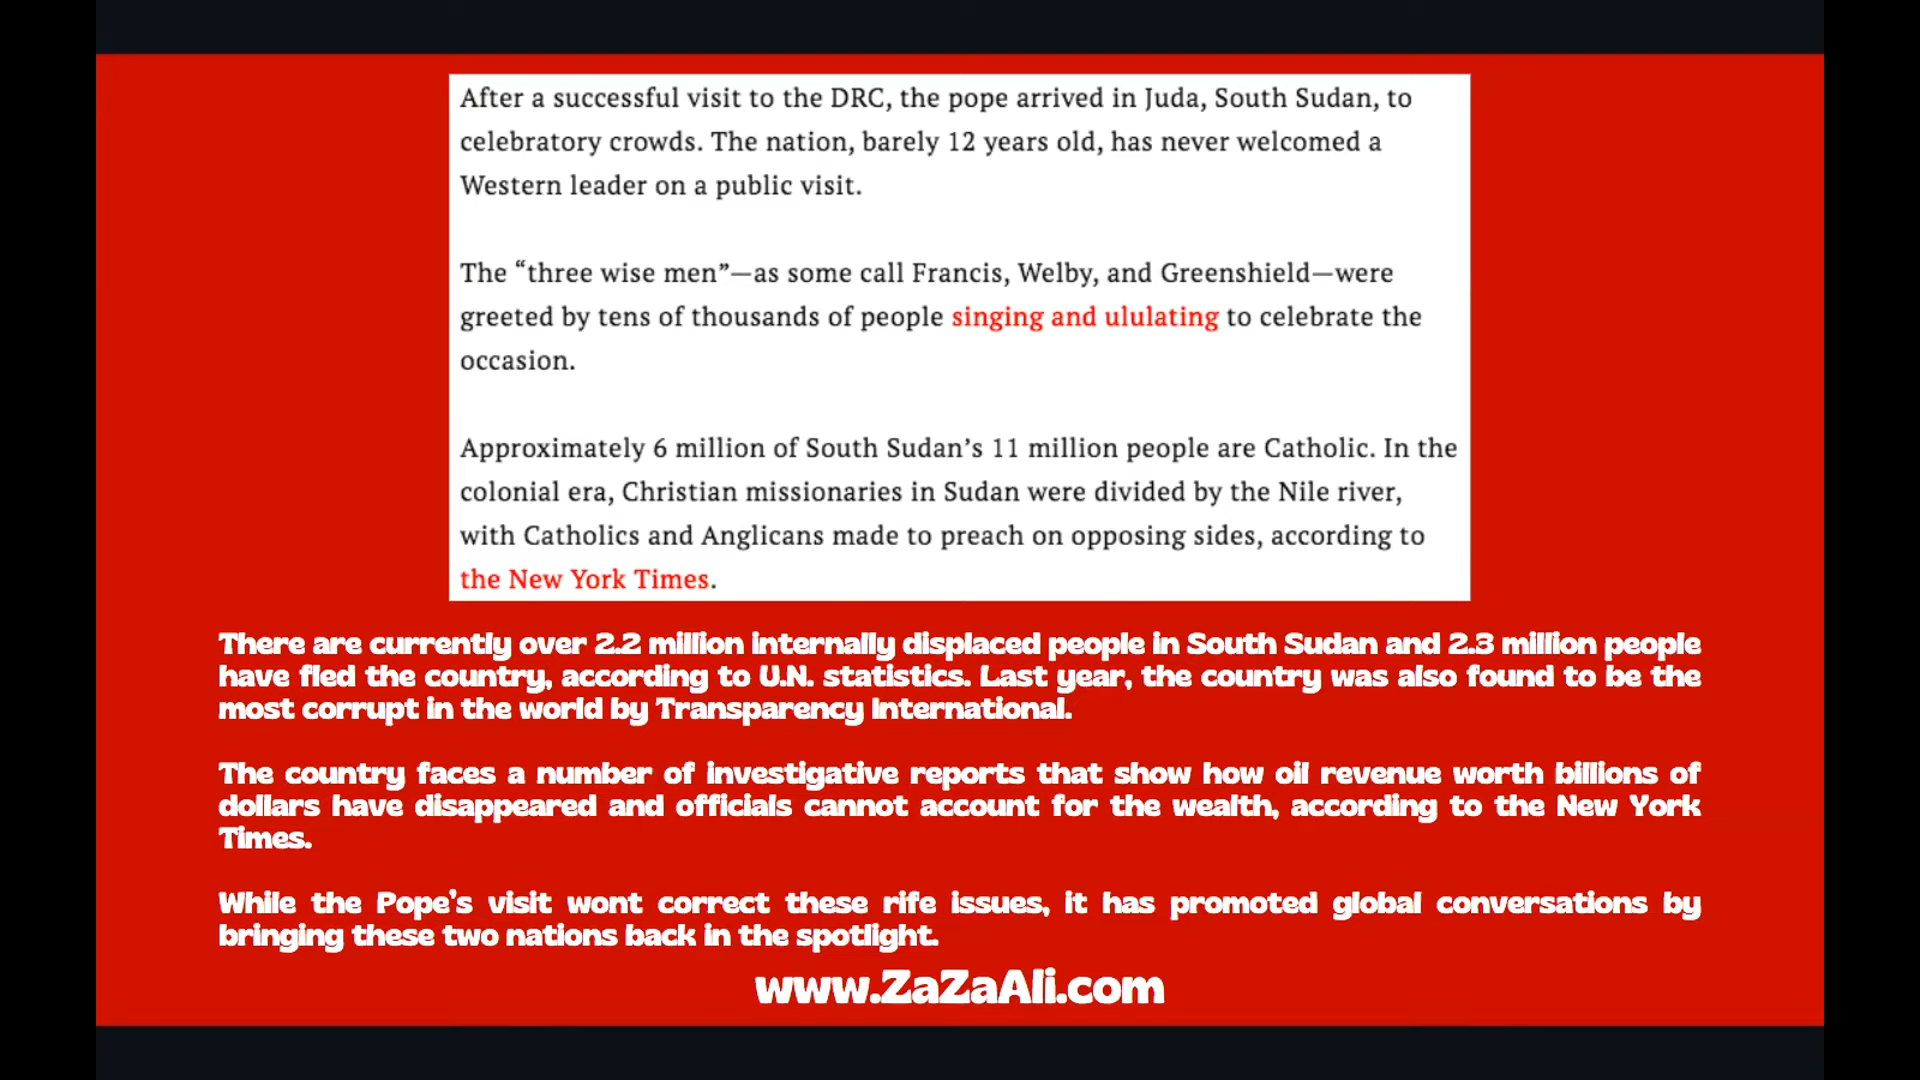 After a successful visit to the DRC, the pope arrived in Juda, South Sudan, to
celebratory crowds. The nation, barely 12 years old, has never welcomed a
Western leader on a public visit.
The “three wise men”—as some call Francis, Welby, and Greenshield—were
greeted by tens of thousands of people singing and ululating to celebrate the
occasion.
Approximately 6 million of South Sudan’s 11 million people are Catholic. In the
colonial era, Christian missionaries in Sudan were divided by the Nile river,
with Catholics and Anglicans made to preach on opposing sides, according to
the New York Times.
There are currently over 2.2 million internally displaced people in South Sudan and 2.3 million people
have fled the country, according to U.N. statistics. Last year, the country was also found to be the
most corrupt in the world by Transparency International.
The country faces a number of investigative reports that show how oil revenue worth billions of
dollars have disappeared and officials cannot account for the wealth, according to the New York
Times.
While the Pope's visit wont correct these rife issues, it has promoted global conversations by
bringing these two nations back in the spotlight.
www.ZaZaAli.com